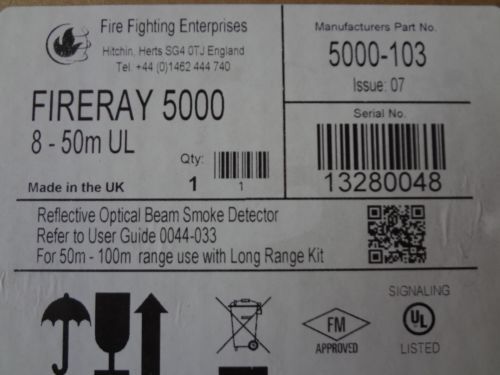 Fire Fighting Enterprises
Hitchin, Herts SG4 0TJ England
Tel. +44 (0)1462 444 740
Manufacturers Part No.
5000-103
Issue: 07
FIRERAY 5000
8 - 50m UL
Serial No.
13280048
Qty:
1
1
Made in the UK
Reflective Optical Beam Smoke Detector
Refer to User Guide 0044-033
For 50m - 100m range use with Long Range Kit
FM
APPROVED
SIGNALING
UL
LISTED